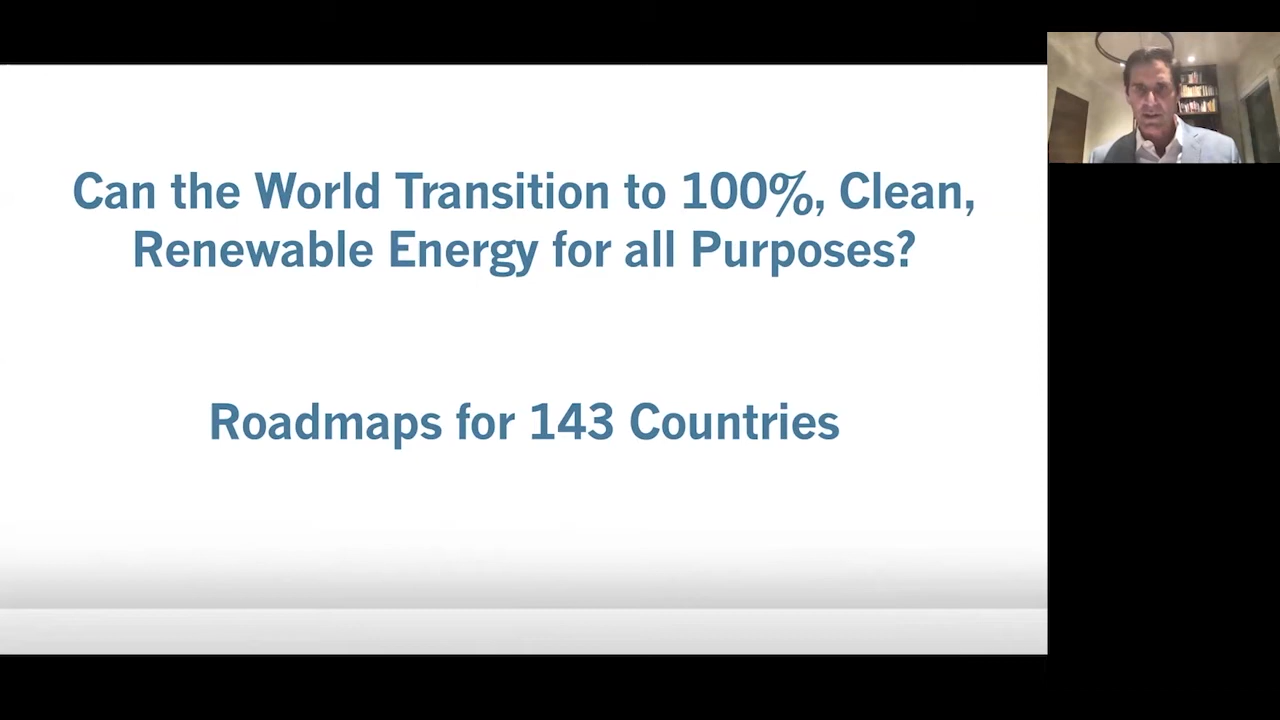 Can the World Transition to 100%, Clean,
Renewable Energy for all Purposes?
Roadmaps for 143 Countries